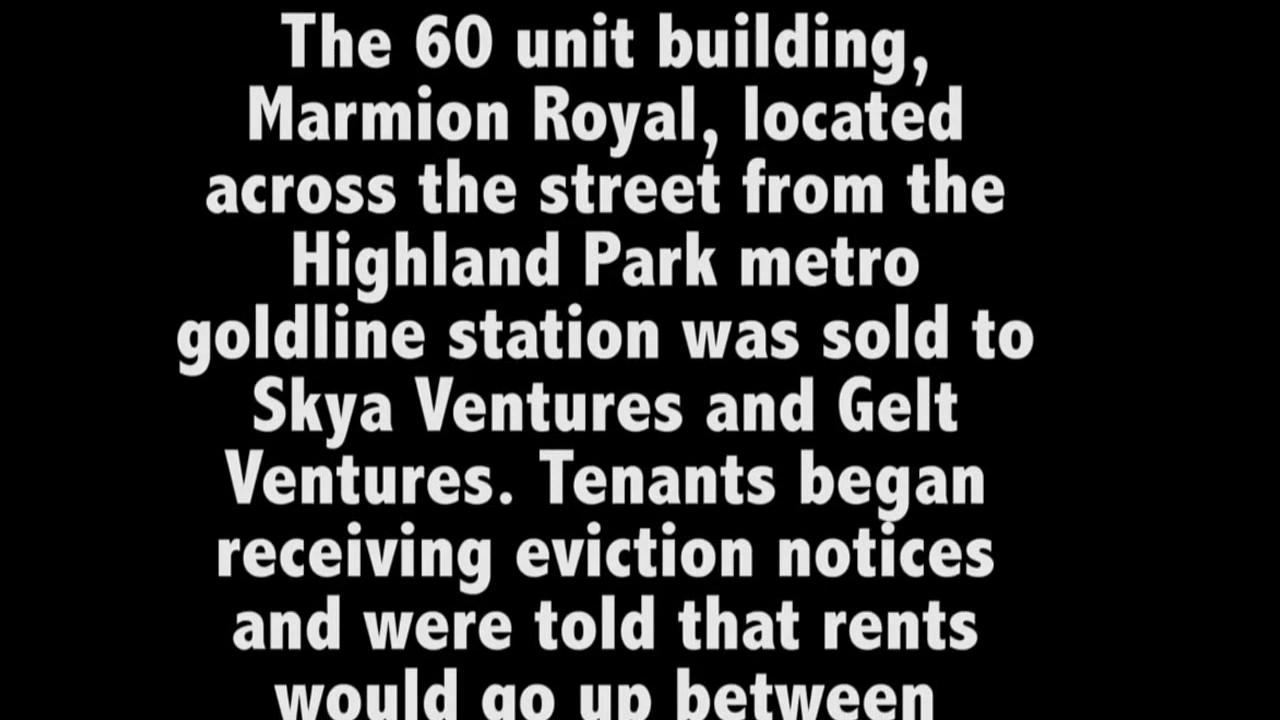 The 60 unit building,
Marmion Royal, located
across the street from the
Highland Park metro
goldline station was sold to
Skya Ventures and Gelt
Ventures. Tenants began
receiving eviction notices
and were told that rents
would go up between